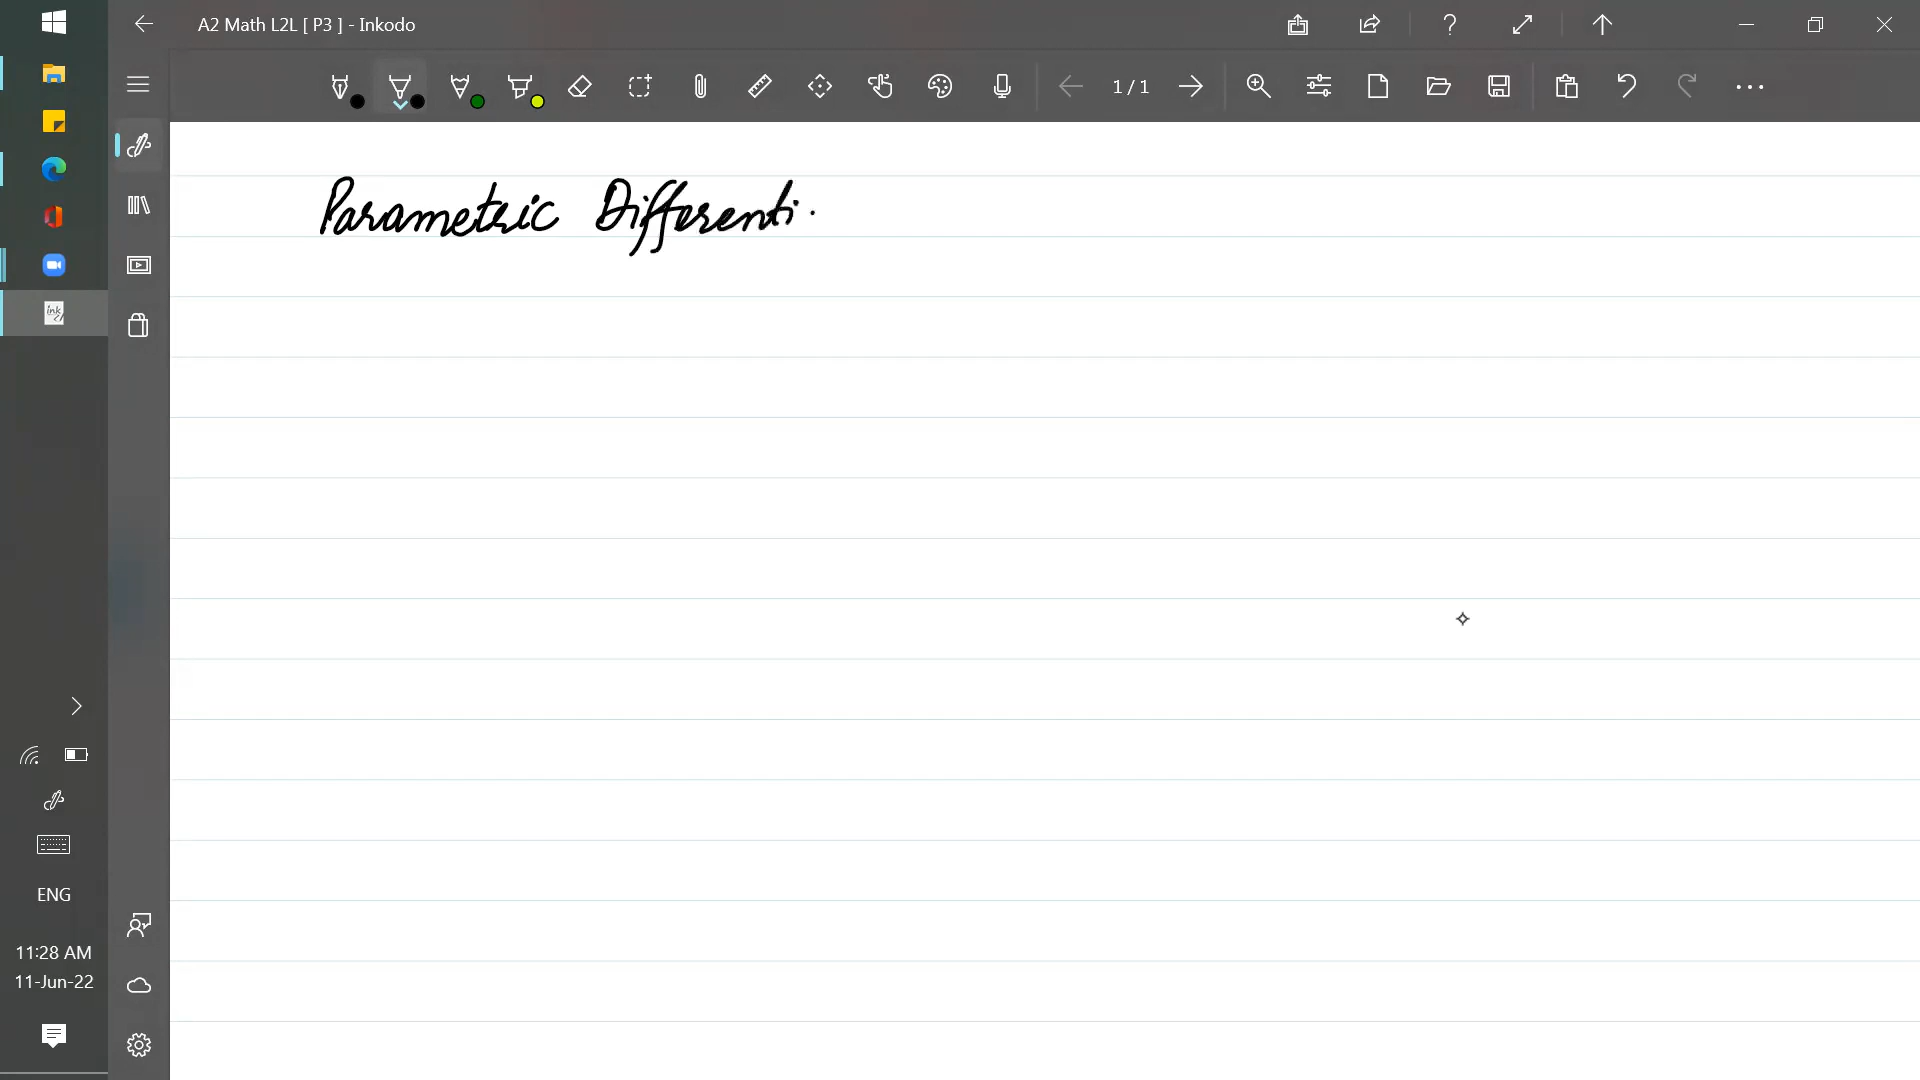 A2 Math L2L [ P3 ] - Inkodo
1 / 1
Parametric Differenti.
ENG
11:28 AM
11-Jun-22